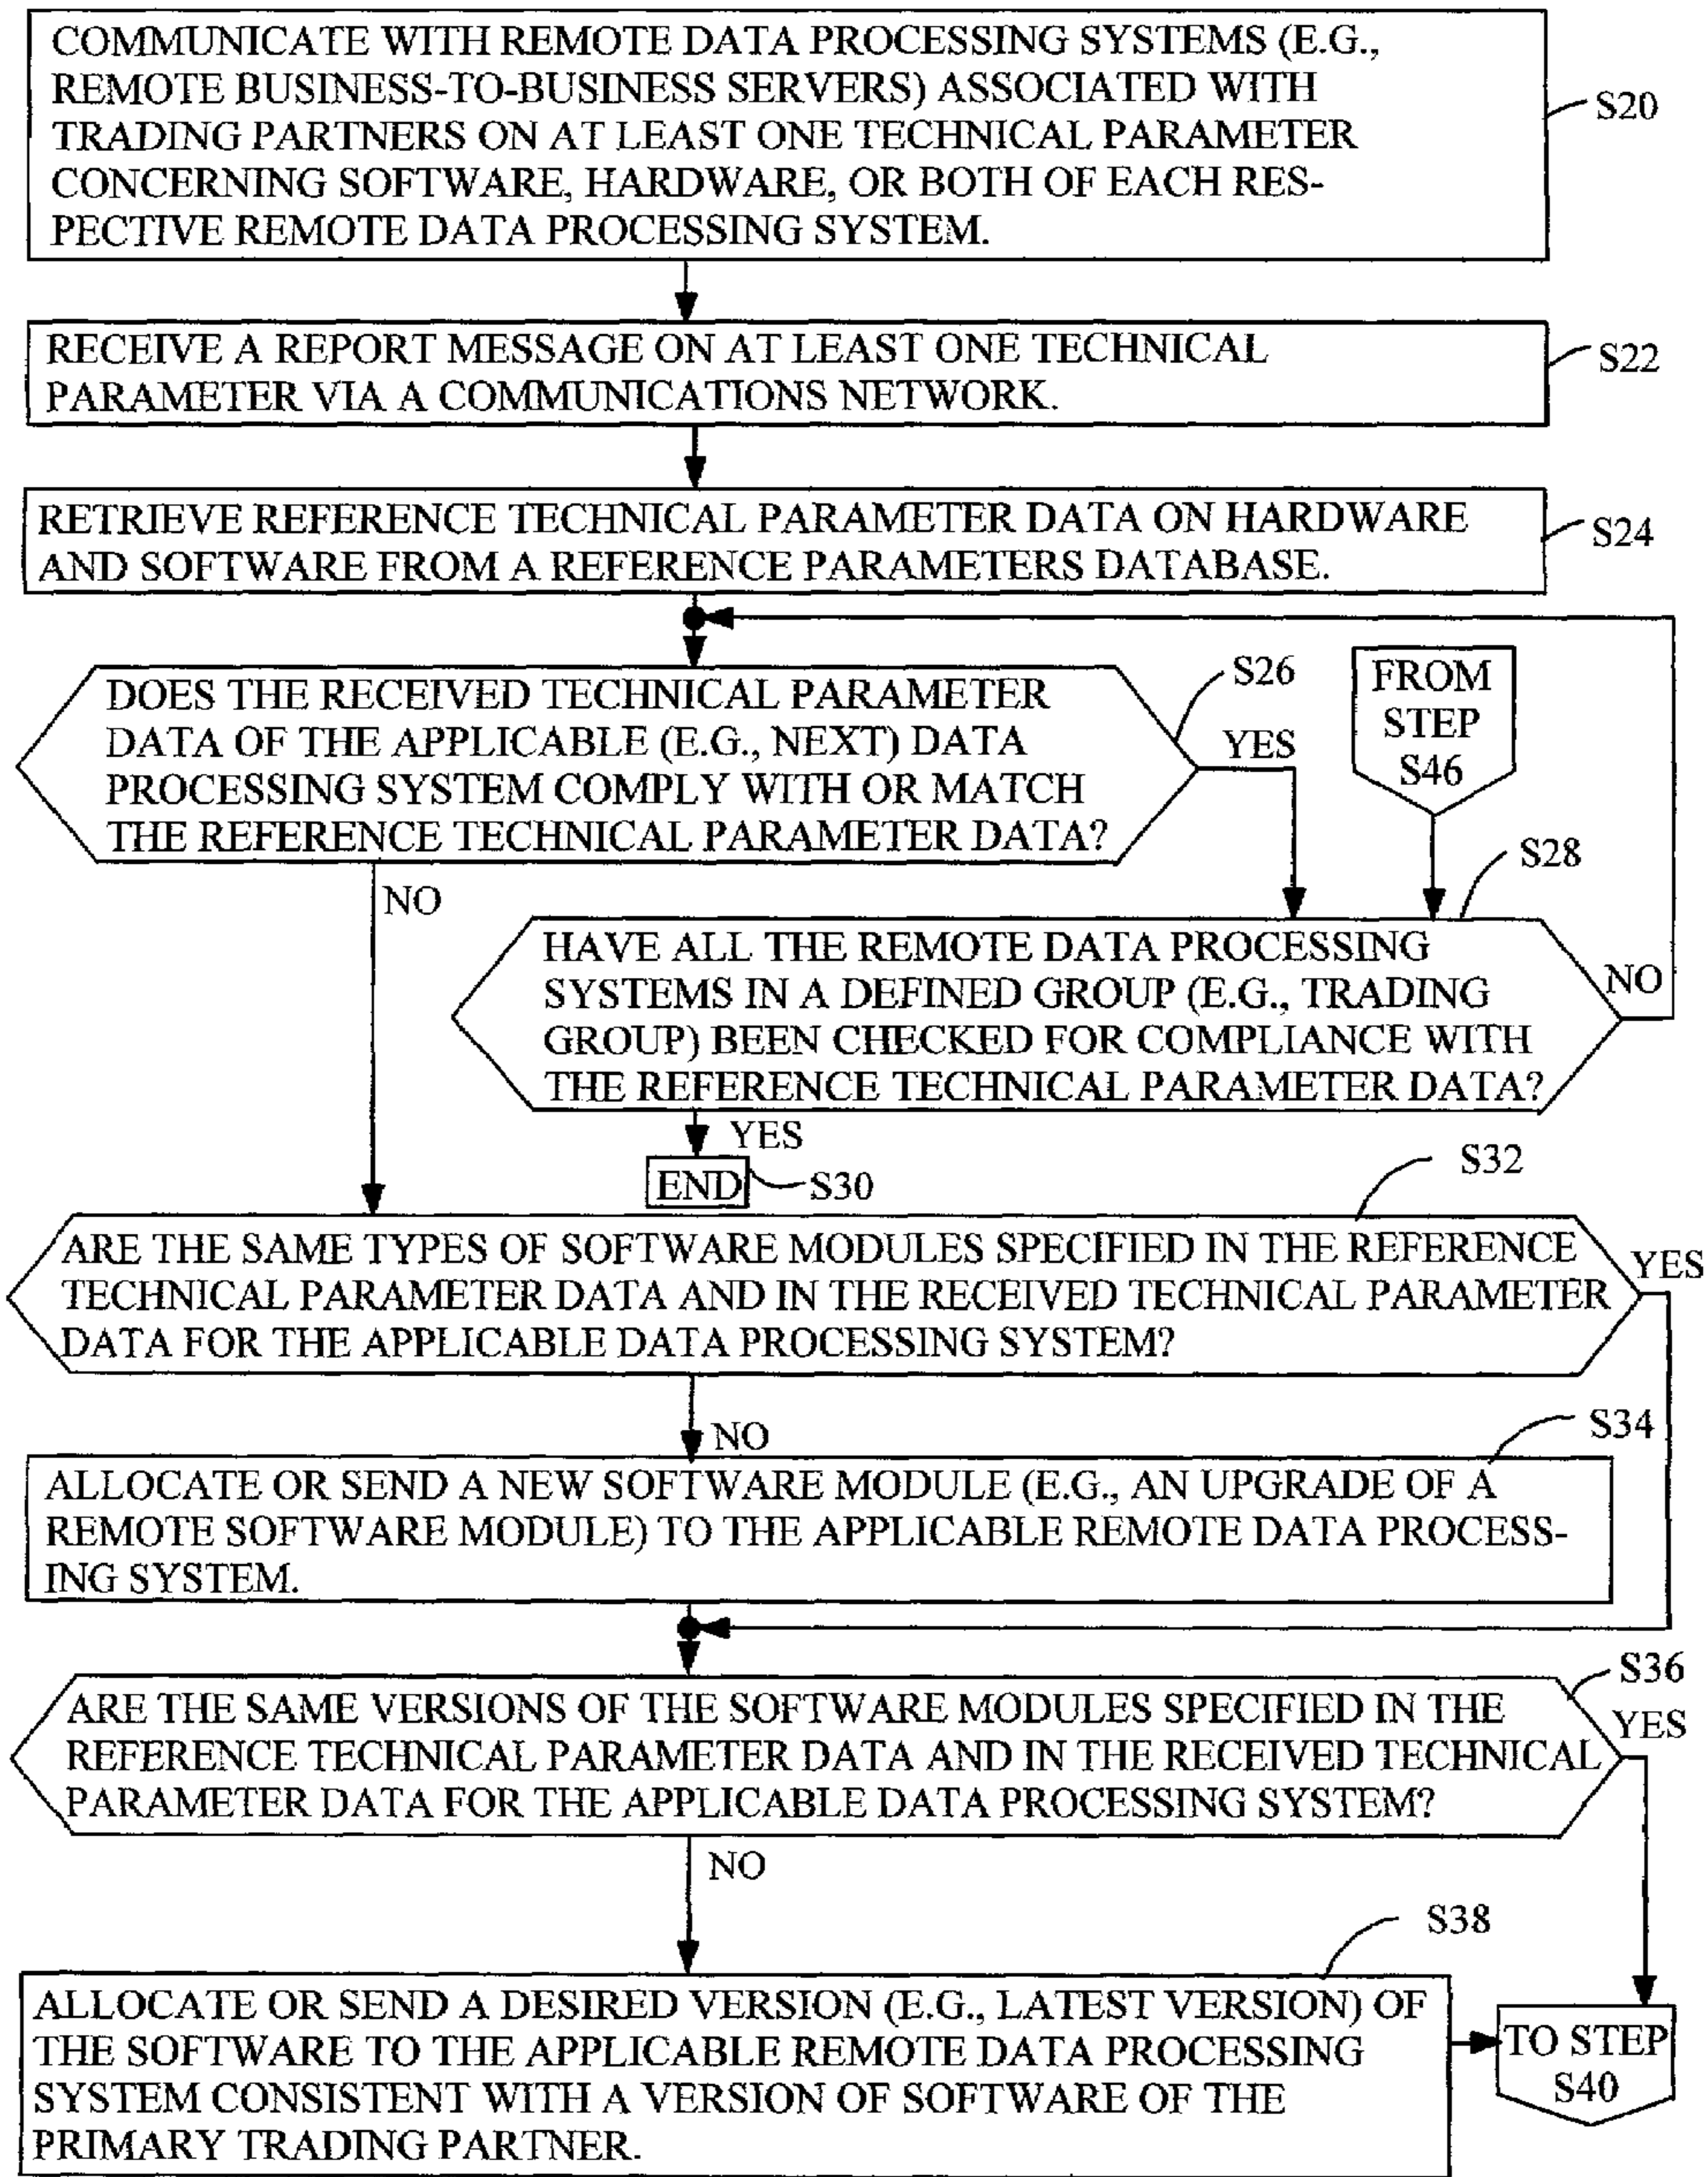 COMMUNICATE WITH REMOTE DATA PROCESSING SYSTEMS (E.G.,
REMOTE BUSINESS-TO-BUSINESS SERVERS) ASSOCIATED WITH
TRADING PARTNERS ON AT LEAST ONE TECHNICAL PARAMETER
CONCERNING SOFTWARE, HARDWARE, OR BOTH OF EACH RES-
PECTIVE REMOTE DATA PROCESSING SYSTEM.
S20
RECEIVE A REPORT MESSAGE ON AT LEAST ONE TECHNICAL
PARAMETER VIA A COMMUNICATIONS NETWORK.
S22
RETRIEVE REFERENCE TECHNICAL PARAMETER DATA ON HARDWARE
AND SOFTWARE FROM A REFERENCE PARAMETERS DATABASE.
S24
DOES THE RECEIVED TECHNICAL PARAMETER
DATA OF THE APPLICABLE (E.G., NEXT) DATA
PROCESSING SYSTEM COMPLY WITH OR MATCH
THE REFERENCE TECHNICAL PARAMETER DATA?
S26
YES
FROM
STEP
S46
NO
S28
HAVE ALL THE REMOTE DATA PROCESSING
SYSTEMS IN A DEFINED GROUP (E.G., TRADING
GROUP) BEEN CHECKED FOR COMPLIANCE WITH
THE REFERENCE TECHNICAL PARAMETER DATA?
NO
YES
END
S30
S32
ARE THE SAME TYPES OF SOFTWARE MODULES SPECIFIED IN THE REFERENCE
TECHNICAL PARAMETER DATA AND IN THE RECEIVED TECHNICAL PARAMETER
DATA FOR THE APPLICABLE DATA PROCESSING SYSTEM?
YES
NO
S34
ALLOCATE OR SEND A NEW SOFTWARE MODULE (E.G., AN UPGRADE OF A
REMOTE SOFTWARE MODULE) TO THE APPLICABLE REMOTE DATA PROCESS-
ING SYSTEM.
S36
ARE THE SAME VERSIONS OF THE SOFTWARE MODULES SPECIFIED IN THE
REFERENCE TECHNICAL PARAMETER DATA AND IN THE RECEIVED TECHNICAL
PARAMETER DATA FOR THE APPLICABLE DATA PROCESSING SYSTEM?
YES
NO
S38
ALLOCATE OR SEND A DESIRED VERSION (E.G., LATEST VERSION) OF
THE SOFTWARE TO THE APPLICABLE REMOTE DATA PROCESSING
SYSTEM CONSISTENT WITH A VERSION OF SOFTWARE OF THE
PRIMARY TRADING PARTNER.
TO STEP
S40